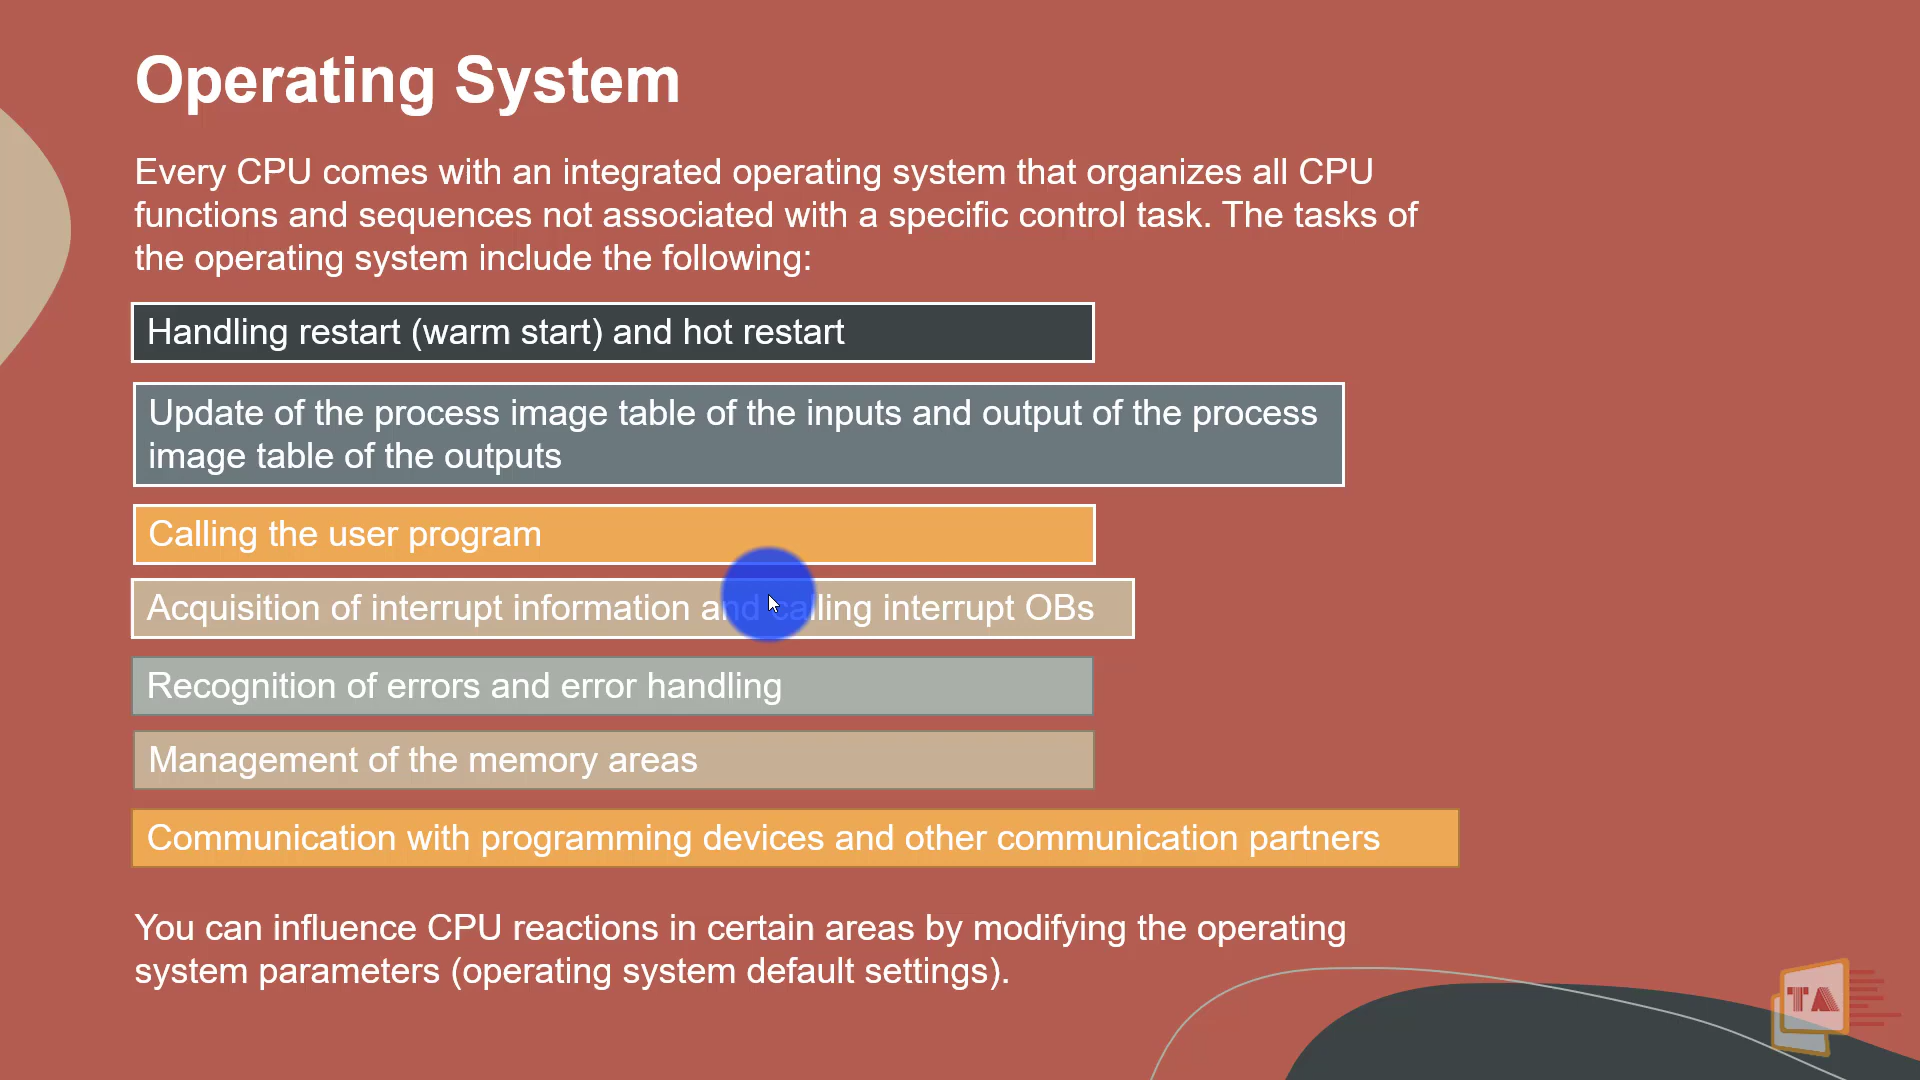 Operating System
Every CPU comes with an integrated operating system that organizes all CPU
functions and sequences not associated with a specific control task. The tasks of
the operating system include the following:
Handling restart (warm start) and hot restart
Update of the process image table of the inputs and output of the process
image table of the outputs
Calling the user program
Acquisition of interrupt information and calling interrupt OBs
Recognition of errors and error handling
Management of the memory areas
Communication with programming devices and other communication partners
You can influence CPU reactions in certain areas by modifying the operating
system parameters (operating system default settings).
TA